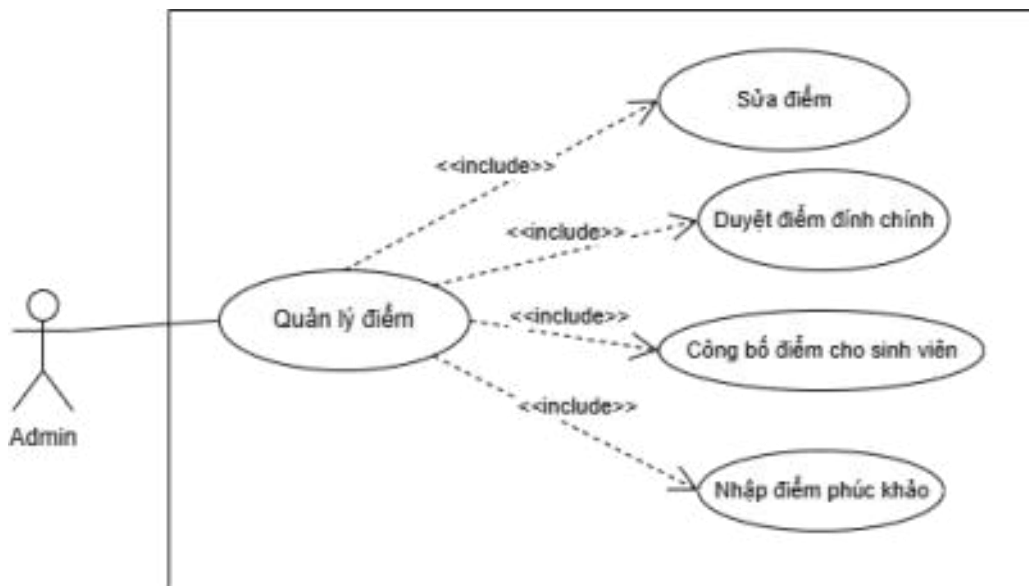 Sửa điểm
<<include>>
Duyệt điểm đính chính
<<include>>
Quản lý điểm
<<include>>
Công bố điểm cho sinh viên
<<include>>
Admin
Nhập điểm phúc khảo